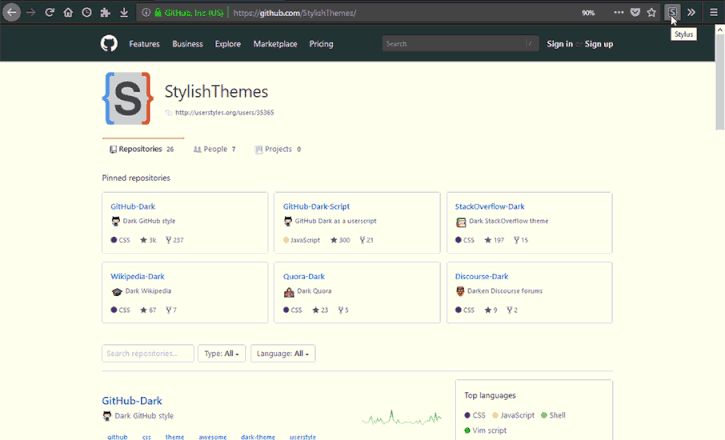 GitHub, Inc. (US)
https://github.com/StylishThemes/
90%
S
Stylus
Features
Business
Explore
Marketplace
Pricing
Search
/
Sign in or Sign up
S
StylishThemes
http://userstyles.org/users/35365
Repositories 26
People 7
Projects 0
Pinned repositories
GitHub-Dark
Dark GitHub style
CSS 3k 237
GitHub-Dark-Script
GitHub Dark as a userscript
JavaScript 300 21
StackOverflow-Dark
Dark StackOverflow theme
CSS 197 15
Wikipedia-Dark
Dark Wikipedia
CSS 67 7
Quora-Dark
Dark Quora
CSS 23 5
Discourse-Dark
Darken Discourse forums
CSS 9 2
Search repositories...
Type: All
Language: All
GitHub-Dark
Dark GitHub style
github css theme awesome dark-theme userstyle
Top languages
CSS JavaScript Shell
Vim script